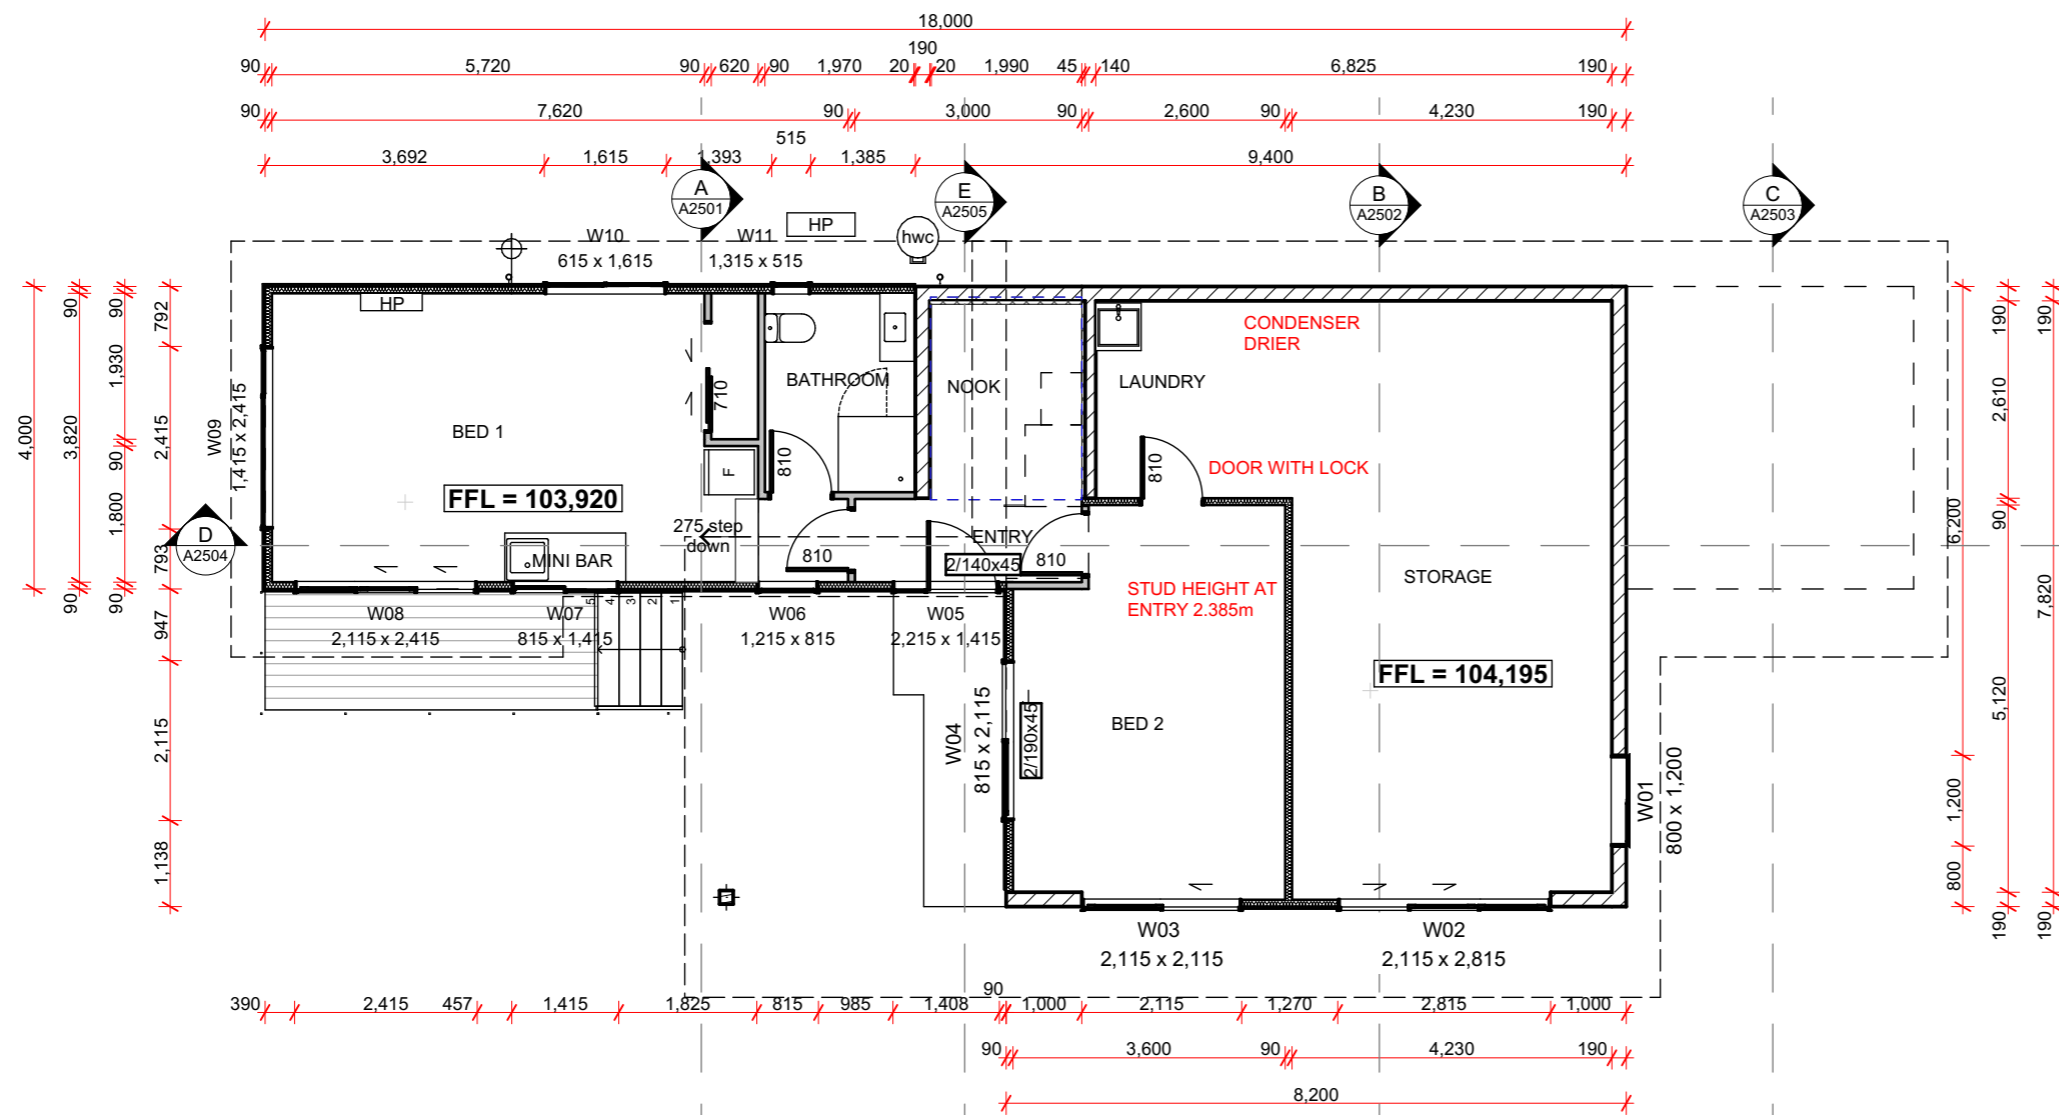 18,000
190
90 5,720 90 620 90 1,970 20 20 1,990 45 140 6,825 190
90 7,620 90 3,000 90 2,600 90 4,230 190
515
3,692 1,615 1,393 1,385 9,400
A
A2501
E
A2505
B
A2502
C
A2503
HP
hwc
W10
615 x 1,615
W11
1,315 x 515
4,000
90 3,820 90
90 1,930 90 1,800 90
792 2,415 793 947 2,115 1,138
W09
1,415 x 2,415
D
A2504
HP
BED 1
FFL = 103,920
MINI BAR
F
710
275 step
down
BATHROOM
810
810
NOOK
ENTRY
2/140x45
810
LAUNDRY
CONDENSER
DRIER
810
DOOR WITH LOCK
STUD HEIGHT AT
ENTRY 2.385m
STORAGE
FFL = 104,195
BED 2
2/190x45
W08
2,115 x 2,415
W07
815 x 1,415
5 4 3 2 1
W06
1,215 x 815
W05
2,215 x 1,415
W04
815 x 2,115
W01
800 x 1,200
W03
2,115 x 2,115
W02
2,115 x 2,815
6,200 1,200 800
190 2,610 90 5,120 190
190 7,820 190
90
390 2,415 457 1,415 1,825 815 985 1,408 1,000 2,115 1,270 2,815 1,000
90 3,600 90 4,230 190
8,200